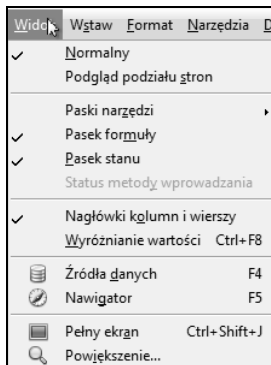 Widok Wstaw Format Narzędzia D
Normalny
Podgląd podziału stron
Paski narzędzi
Pasek formuły
Pasek stanu
Status metody wprowadzania
Nagłówki kolumn i wierszy
Wyróżnianie wartości Ctrl+F8
Źródła danych F4
Nawigator F5
Pełny ekran Ctrl+Shift+J
Powiększenie...